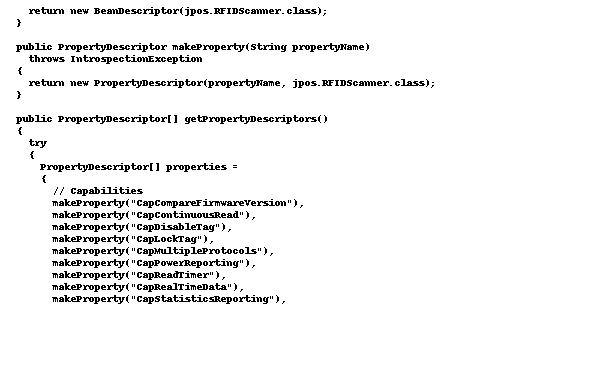 return new BeanDescriptor(jpos.RFIDScanner.class);
}
public PropertyDescriptor makeProperty(String propertyName)
throws IntrospectionException
{
return new PropertyDescriptor(propertyName, jpos.RFIDScanner.class);
}
public PropertyDescriptor[] getPropertyDescriptors()
{
try
{
PropertyDescriptor[] properties =
{
// Capabilities
makeProperty("CapCompareFirmwareVersion"),
makeProperty("CapContinuousRead"),
makeProperty("CapDisableTag"),
makeProperty("CapLockTag"),
makeProperty("CapMultipleProtocols"),
makeProperty("CapPowerReporting"),
makeProperty("CapReadTimer"),
makeProperty("CapRealTimeData"),
makeProperty("CapStatisticsReporting"),